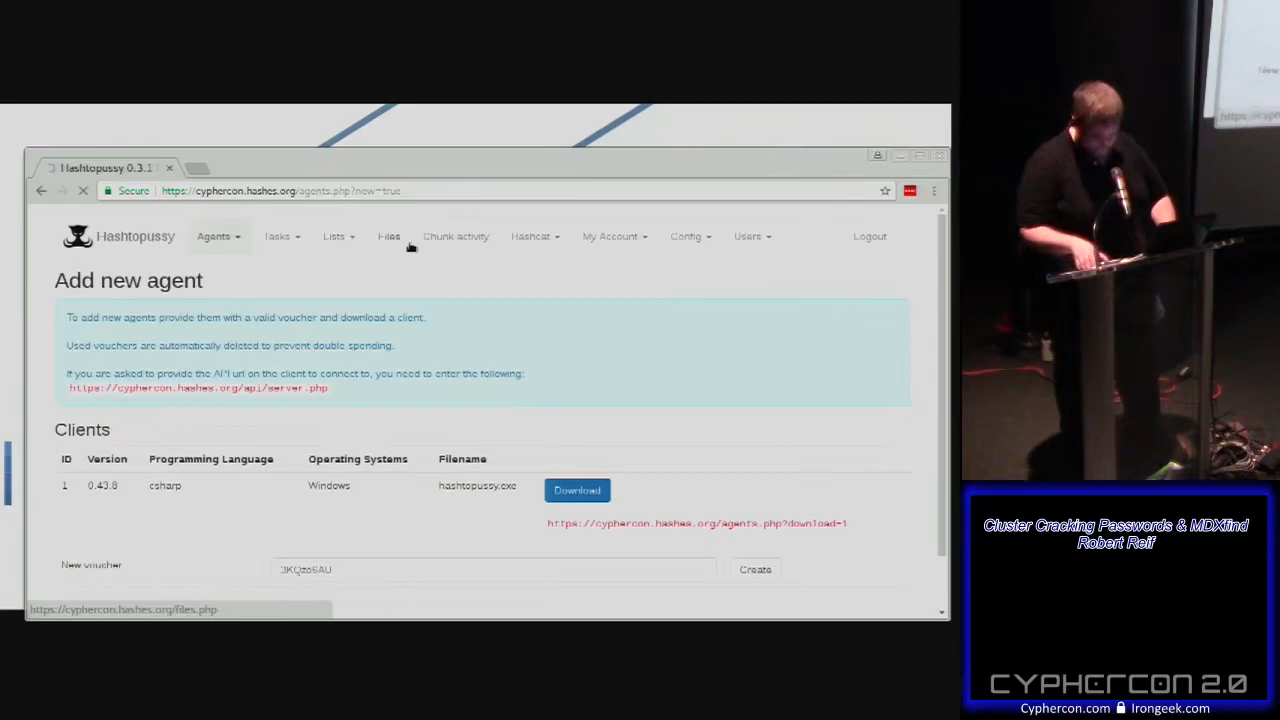 Hashtopussy 0.3.1
Secure https://cyphercon.hashes.org/agents.php?new=true
Hashtopussy Agents Tasks Lists Files Chunk activity Hashcat My Account Config Users Logout
Add new agent
To add new agents provide them with a valid voucher and download a client.
Used vouchers are automatically deleted to prevent double spending.
If you are asked to provide the API url on the client to connect to, you need to enter the following:
https://cyphercon.hashes.org/api/server.php
Clients
ID Version Programming Language Operating Systems Filename
1 0.43.8 csharp Windows hashtopussy.exe Download
https://cyphercon.hashes.org/agents.php?download=1
New voucher Create
https://cyphercon.hashes.org/files.php
New
https://cyph
Cluster Cracking Passwords & MDXfind
Robert Reif
CYPHERCON 2.0
Cyphercon.com Irongeek.com